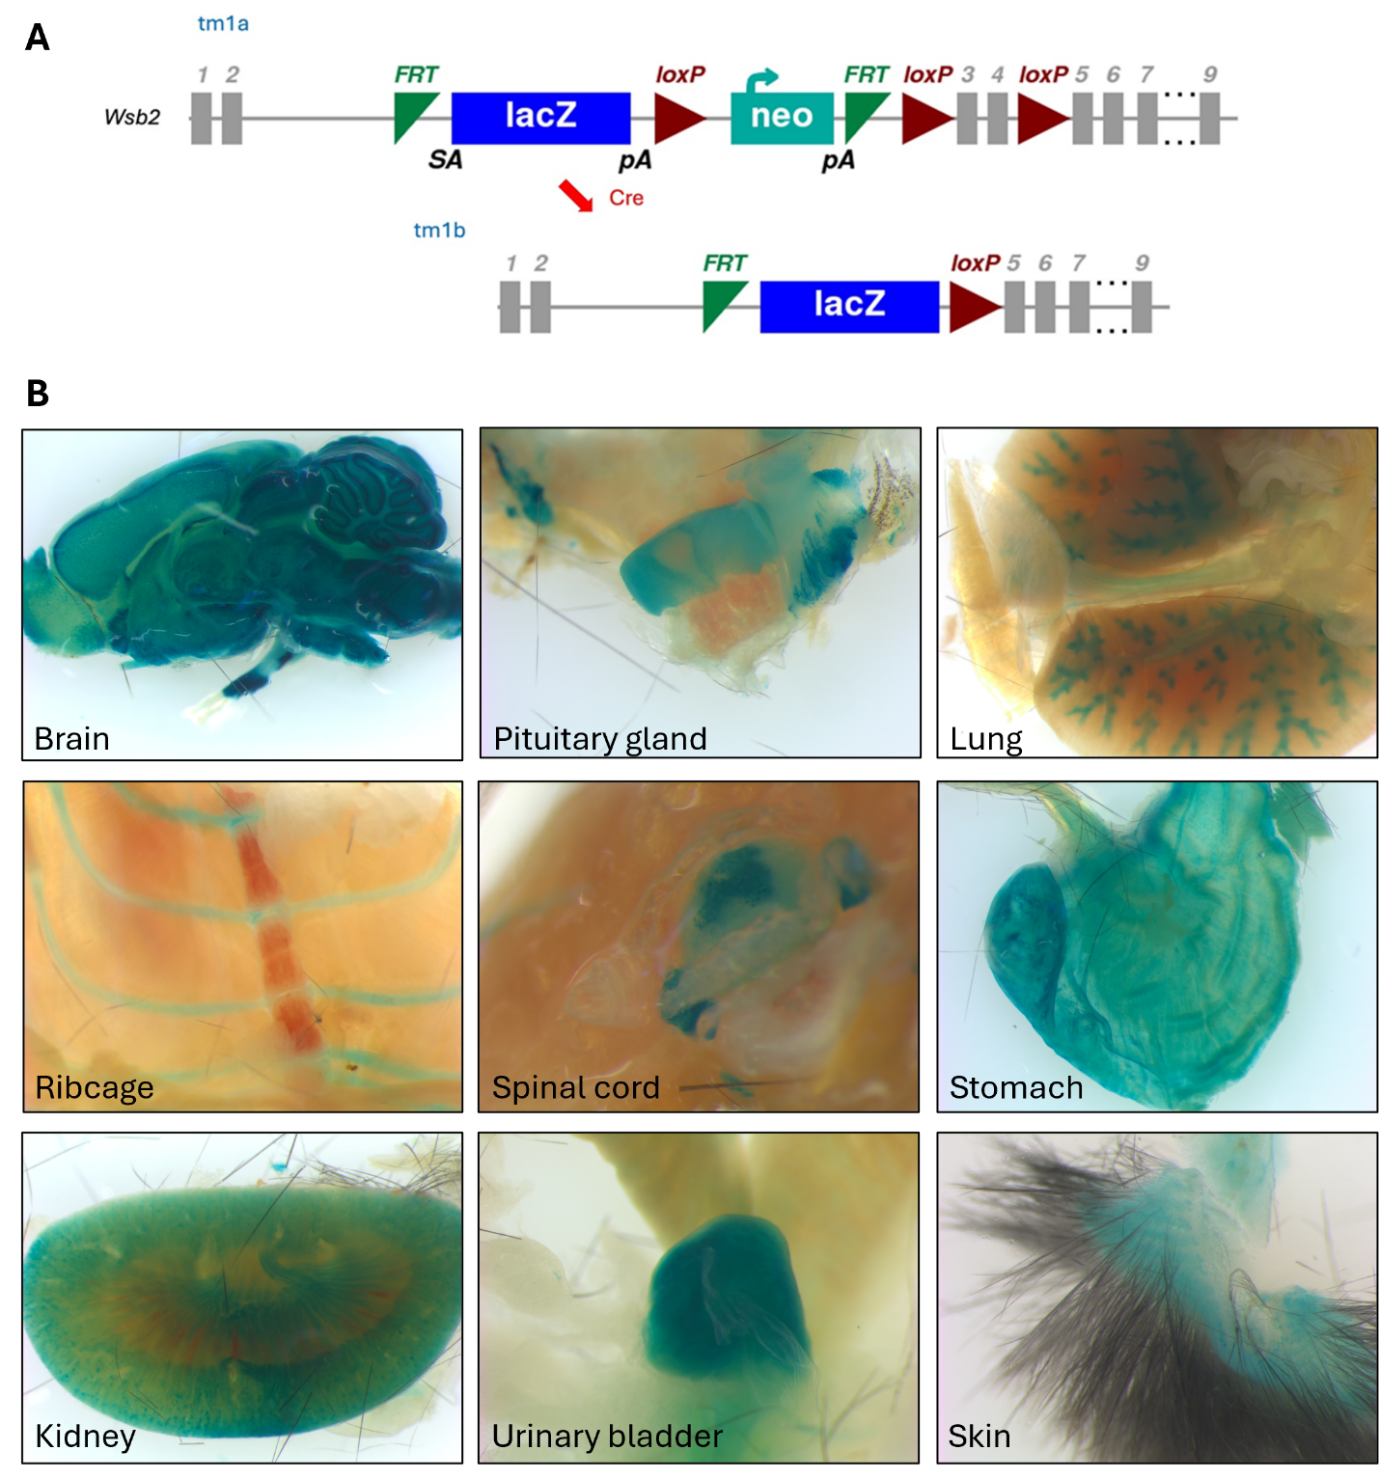 A
tm1a
1 2 FRT loxP FRT loxP 3 4 loxP 5 6 7 ... 9
Wsb2 lacZ neo ...
SA pA pA
Cre
tm1b
1 2 FRT loxP 5 6 7 ... 9
lacZ ...
B
Brain
Pituitary gland
Lung
Ribcage
Spinal cord
Stomach
Kidney
Urinary bladder
Skin